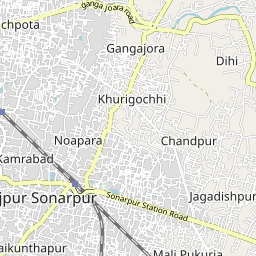 chpota
Ganga Joara Road
Gangajora
Dihi
Khurigochhi
Noapara
Chandpur
Kamrabad
jpur Sonarpur
Sonarpur Station Road
Jagadishpur
aikunthapur
Mali Pukuria